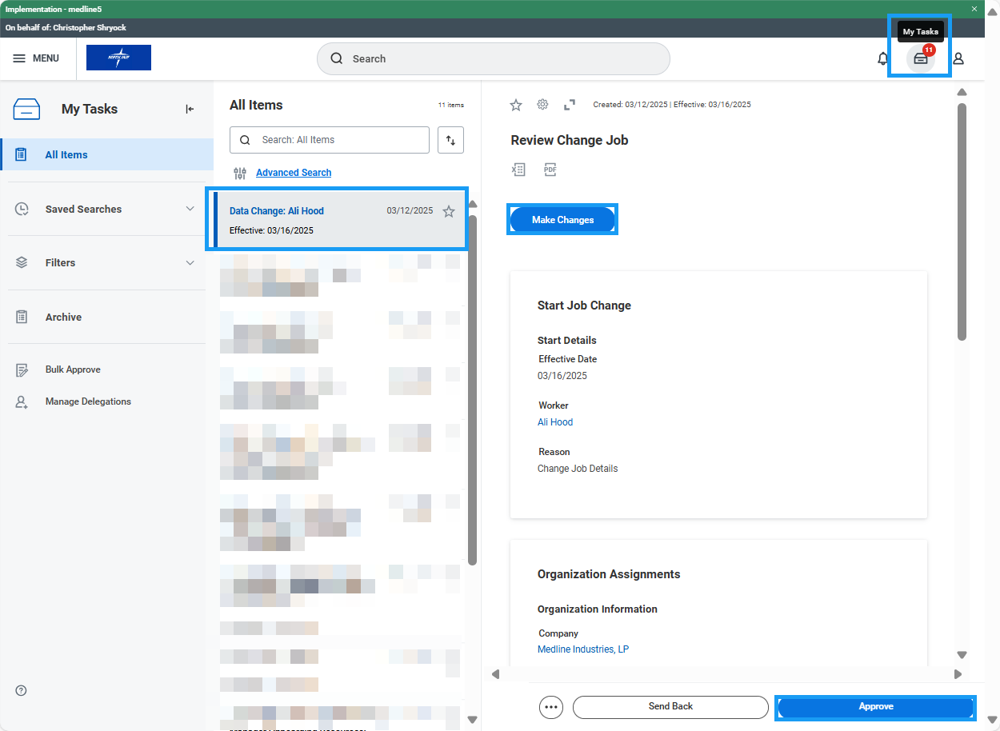 Implementation - medline5
On behalf of: Christopher Shryock
My Tasks
MENU
MEDLINE
Search
11
My Tasks
All Items
Saved Searches
Filters
Archive
Bulk Approve
Manage Delegations
All Items
11 items
Search: All Items
Advanced Search
Data Change: Ali Hood
03/12/2025
Effective: 03/16/2025
Created: 03/12/2025 | Effective: 03/16/2025
Review Change Job
X
PDF
Make Changes
Start Job Change
Start Details
Effective Date
03/16/2025
Worker
Ali Hood
Reason
Change Job Details
Organization Assignments
Organization Information
Company
Medline Industries, LP
Send Back
Approve